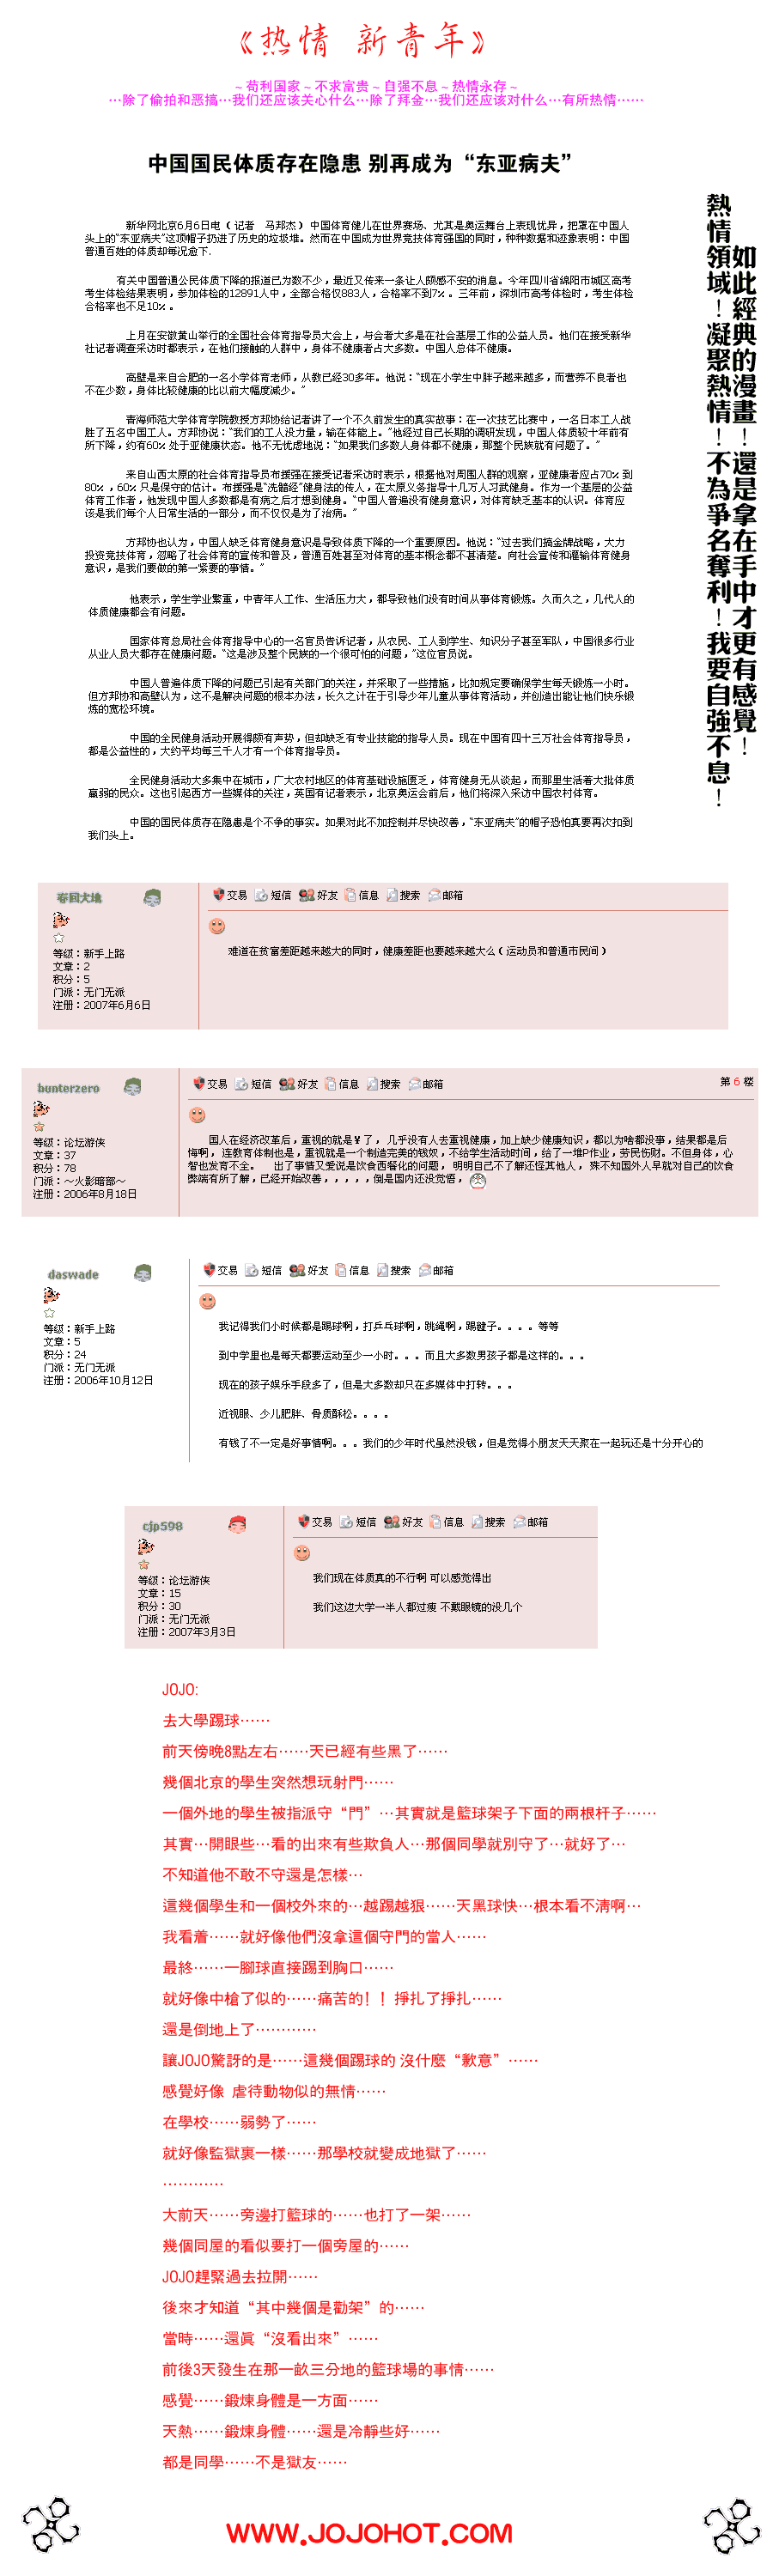 《热情 新青年》
~ 苟利国家 ~ 不求富贵 ~ 自强不息 ~ 热情永存 ~
…除了偷拍和恶搞…我们还应该关心什么…除了拜金…我们还应该对什么…有所热情……
中国国民体质存在隐患 别再成为“东亚病夫”
如此經典的漫畫！還是拿在手中才更有感覺！
熱情領域！凝聚熱情！不為爭名奪利！我要自強不息！
新华网北京6月6日电（记者 马邦杰）中国体育健儿在世界赛场、尤其是奥运舞台上表现优异，把罩在中国人
头上的“东亚病夫”这顶帽子扔进了历史的垃圾堆。然而在中国成为世界竞技体育强国的同时，种种数据和迹象表明：中国
普通百姓的体质却每况愈下.
有关中国普通公民体质下降的报道已为数不少，最近又传来一条让人颇感不安的消息。今年四川省绵阳市城区高考
考生体检结果表明，参加体检的12891人中，全部合格仅883人，合格率不到7%。三年前，深圳市高考体检时，考生体检
合格率也不足10%。
上月在安徽黄山举行的全国社会体育指导员大会上，与会者大多是在社会基层工作的公益人员。他们在接受新华
社记者调查采访时都表示，在他们接触的人群中，身体不健康者占大多数。中国人总体不健康。
高壁是来自合肥的一名小学体育老师，从教已经30多年。他说：“现在小学生中胖子越来越多，而营养不良者也
不在少数，身体比较健康的比以前大幅度减少。”
青海师范大学体育学院教授方邦协给记者讲了一个不久前发生的真实故事：在一次技艺比赛中，一名日本工人战
胜了五名中国工人。方邦协说：“我们的工人没力量，输在体能上。”他经过自己长期的调研发现，中国人体质较十年前有
所下降，约有60%处于亚健康状态。他不无忧虑地说：“如果我们多数人身体都不健康，那整个民族就有问题了。”
来自山西太原的社会体育指导员布援强在接受记者采访时表示，根据他对周围人群的观察，亚健康者应占70%到
80%，60%只是保守的估计。布援强是“洗髓经”健身法的传人，在太原义务指导十几万人习武健身。作为一个基层的公益
体育工作者，他发现中国人多数都是有病之后才想到健身。“中国人普遍没有健身意识，对体育缺乏基本的认识。体育应
该是我们每个人日常生活的一部分，而不仅仅是为了治病。”
方邦协也认为，中国人缺乏体育健身意识是导致体质下降的一个重要原因。他说：“过去我们搞金牌战略，大力
投资竞技体育，忽略了社会体育的宣传和普及，普通百姓甚至对体育的基本概念都不甚清楚。向社会宣传和灌输体育健身
意识，是我们要做的第一紧要的事情。”
他表示，学生学业繁重，中青年人工作、生活压力大，都导致他们没有时间从事体育锻炼。久而久之，几代人的
体质健康都会有问题。
国家体育总局社会体育指导中心的一名官员告诉记者，从农民、工人到学生、知识分子甚至军队，中国很多行业
从业人员大都存在健康问题。“这是涉及整个民族的一个很可怕的问题，”这位官员说。
中国人普遍体质下降的问题已引起有关部门的关注，并采取了一些措施，比如规定要确保学生每天锻炼一小时。
但方邦协和高壁认为，这不是解决问题的根本办法，长久之计在于引导少年儿童从事体育活动，并创造出能让他们快乐锻
炼的宽松环境。
中国的全民健身活动开展得颇有声势，但却缺乏有专业技能的指导人员。现在中国有四十三万社会体育指导员，
都是公益性的，大约平均每三千人才有一个体育指导员。
全民健身活动大多集中在城市，广大农村地区的体育基础设施匮乏，体育健身无从谈起，而那里生活着大批体质
羸弱的民众。这也引起西方一些媒体的关注，英国有记者表示，北京奥运会前后，他们将深入采访中国农村体育。
中国的国民体质存在隐患是个不争的事实。如果对此不加控制并尽快改善，“东亚病夫”的帽子恐怕真要再次扣到
我们头上。
春回大地
交易 短信 好友 信息 搜索 邮箱
等级：新手上路
文章：2
积分：5
门派：无门无派
注册：2007年6月6日
难道在贫富差距越来越大的同时，健康差距也要越来越大么（运动员和普通市民间）
hunterzero
交易 短信 好友 信息 搜索 邮箱
第 6 楼
等级：论坛游侠
文章：37
积分：78
门派：～火影暗部～
注册：2006年8月18日
国人在经济改革后，重视的就是￥了， 几乎没有人去重视健康，加上缺少健康知识，都以为啥都没事，结果都是后
悔啊， 连教育体制也是，重视就是一个制造完美的钱奴，不给学生活动时间，给了一堆P作业，劳民伤财。不但身体，心
智也发育不全。 出了事情又爱说是饮食西餐化的问题， 明明自己不了解还怪其他人， 殊不知国外人早就对自己的饮食
弊端有所了解，已经开始改善，，，，，倒是国内还没觉悟，
daswade
交易 短信 好友 信息 搜索 邮箱
等级：新手上路
文章：5
积分：24
门派：无门无派
注册：2006年10月12日
我记得我们小时候都是踢球啊，打乒乓球啊，跳绳啊，踢毽子。。。。等等
到中学里也是每天都要运动至少一小时。。。而且大多数男孩子都是这样的。。。
现在的孩子娱乐手段多了，但是大多数却只在多媒体中打转。。。
近视眼、少儿肥胖、骨质酥松。。。。
有钱了不一定是好事情啊。。。我们的少年时代虽然没钱，但是觉得小朋友天天聚在一起玩还是十分开心的
cjp598
交易 短信 好友 信息 搜索 邮箱
等级：论坛游侠
文章：15
积分：30
门派：无门无派
注册：2007年3月3日
我们现在体质真的不行啊 可以感觉得出
我们这边大学一半人都过瘦 不戴眼镜的没几个
JOJO:
去大學踢球……
前天傍晚8點左右……天已經有些黑了……
幾個北京的學生突然想玩射門……
一個外地的學生被指派守“門”…其實就是籃球架子下面的兩根杆子……
其實…開眼些…看的出來有些欺負人…那個同學就別守了…就好了…
不知道他不敢不守還是怎樣…
這幾個學生和一個校外來的…越踢越狠……天黑球快…根本看不清啊…
我看着……就好像他們沒拿這個守門的當人……
最終……一腳球直接踢到胸口……
就好像中槍了似的……痛苦的！！掙扎了掙扎……
還是倒地上了…………
讓JOJO驚訝的是……這幾個踢球的 沒什麼“歉意”……
感覺好像 虐待動物似的無情……
在學校……弱勢了……
就好像監獄裏一樣……那學校就變成地獄了……
…………
大前天……旁邊打籃球的……也打了一架……
幾個同屋的看似要打一個旁屋的……
JOJO趕緊過去拉開……
後來才知道“其中幾個是勸架”的……
當時……還眞“沒看出來”……
前後3天發生在那一畝三分地的籃球場的事情……
感覺……鍛煉身體是一方面……
天熱……鍛煉身體……還是冷靜些好……
都是同學……不是獄友……
WWW.JOJOHOT.COM